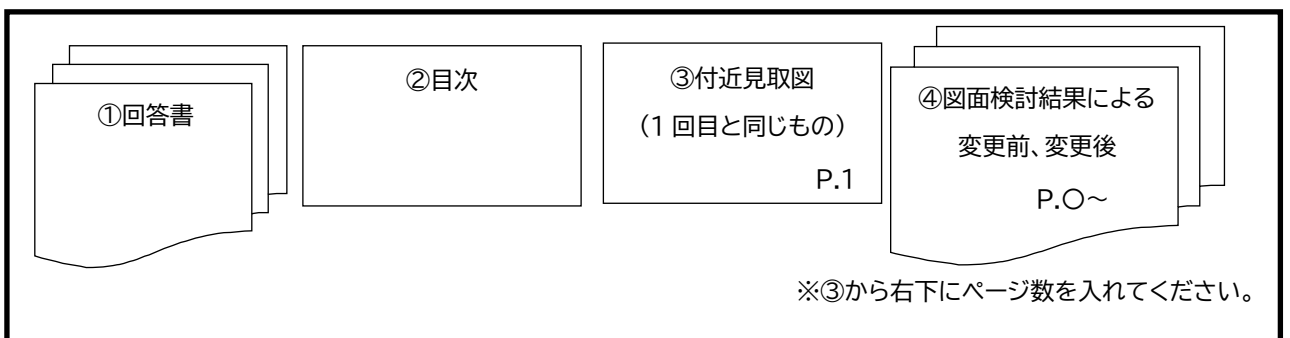 ①回答書
②目次
③付近見取図
（1回目と同じもの）
P.1
④図面検討結果による
変更前、変更後
P.〇～
※③から右下にページ数を入れてください。